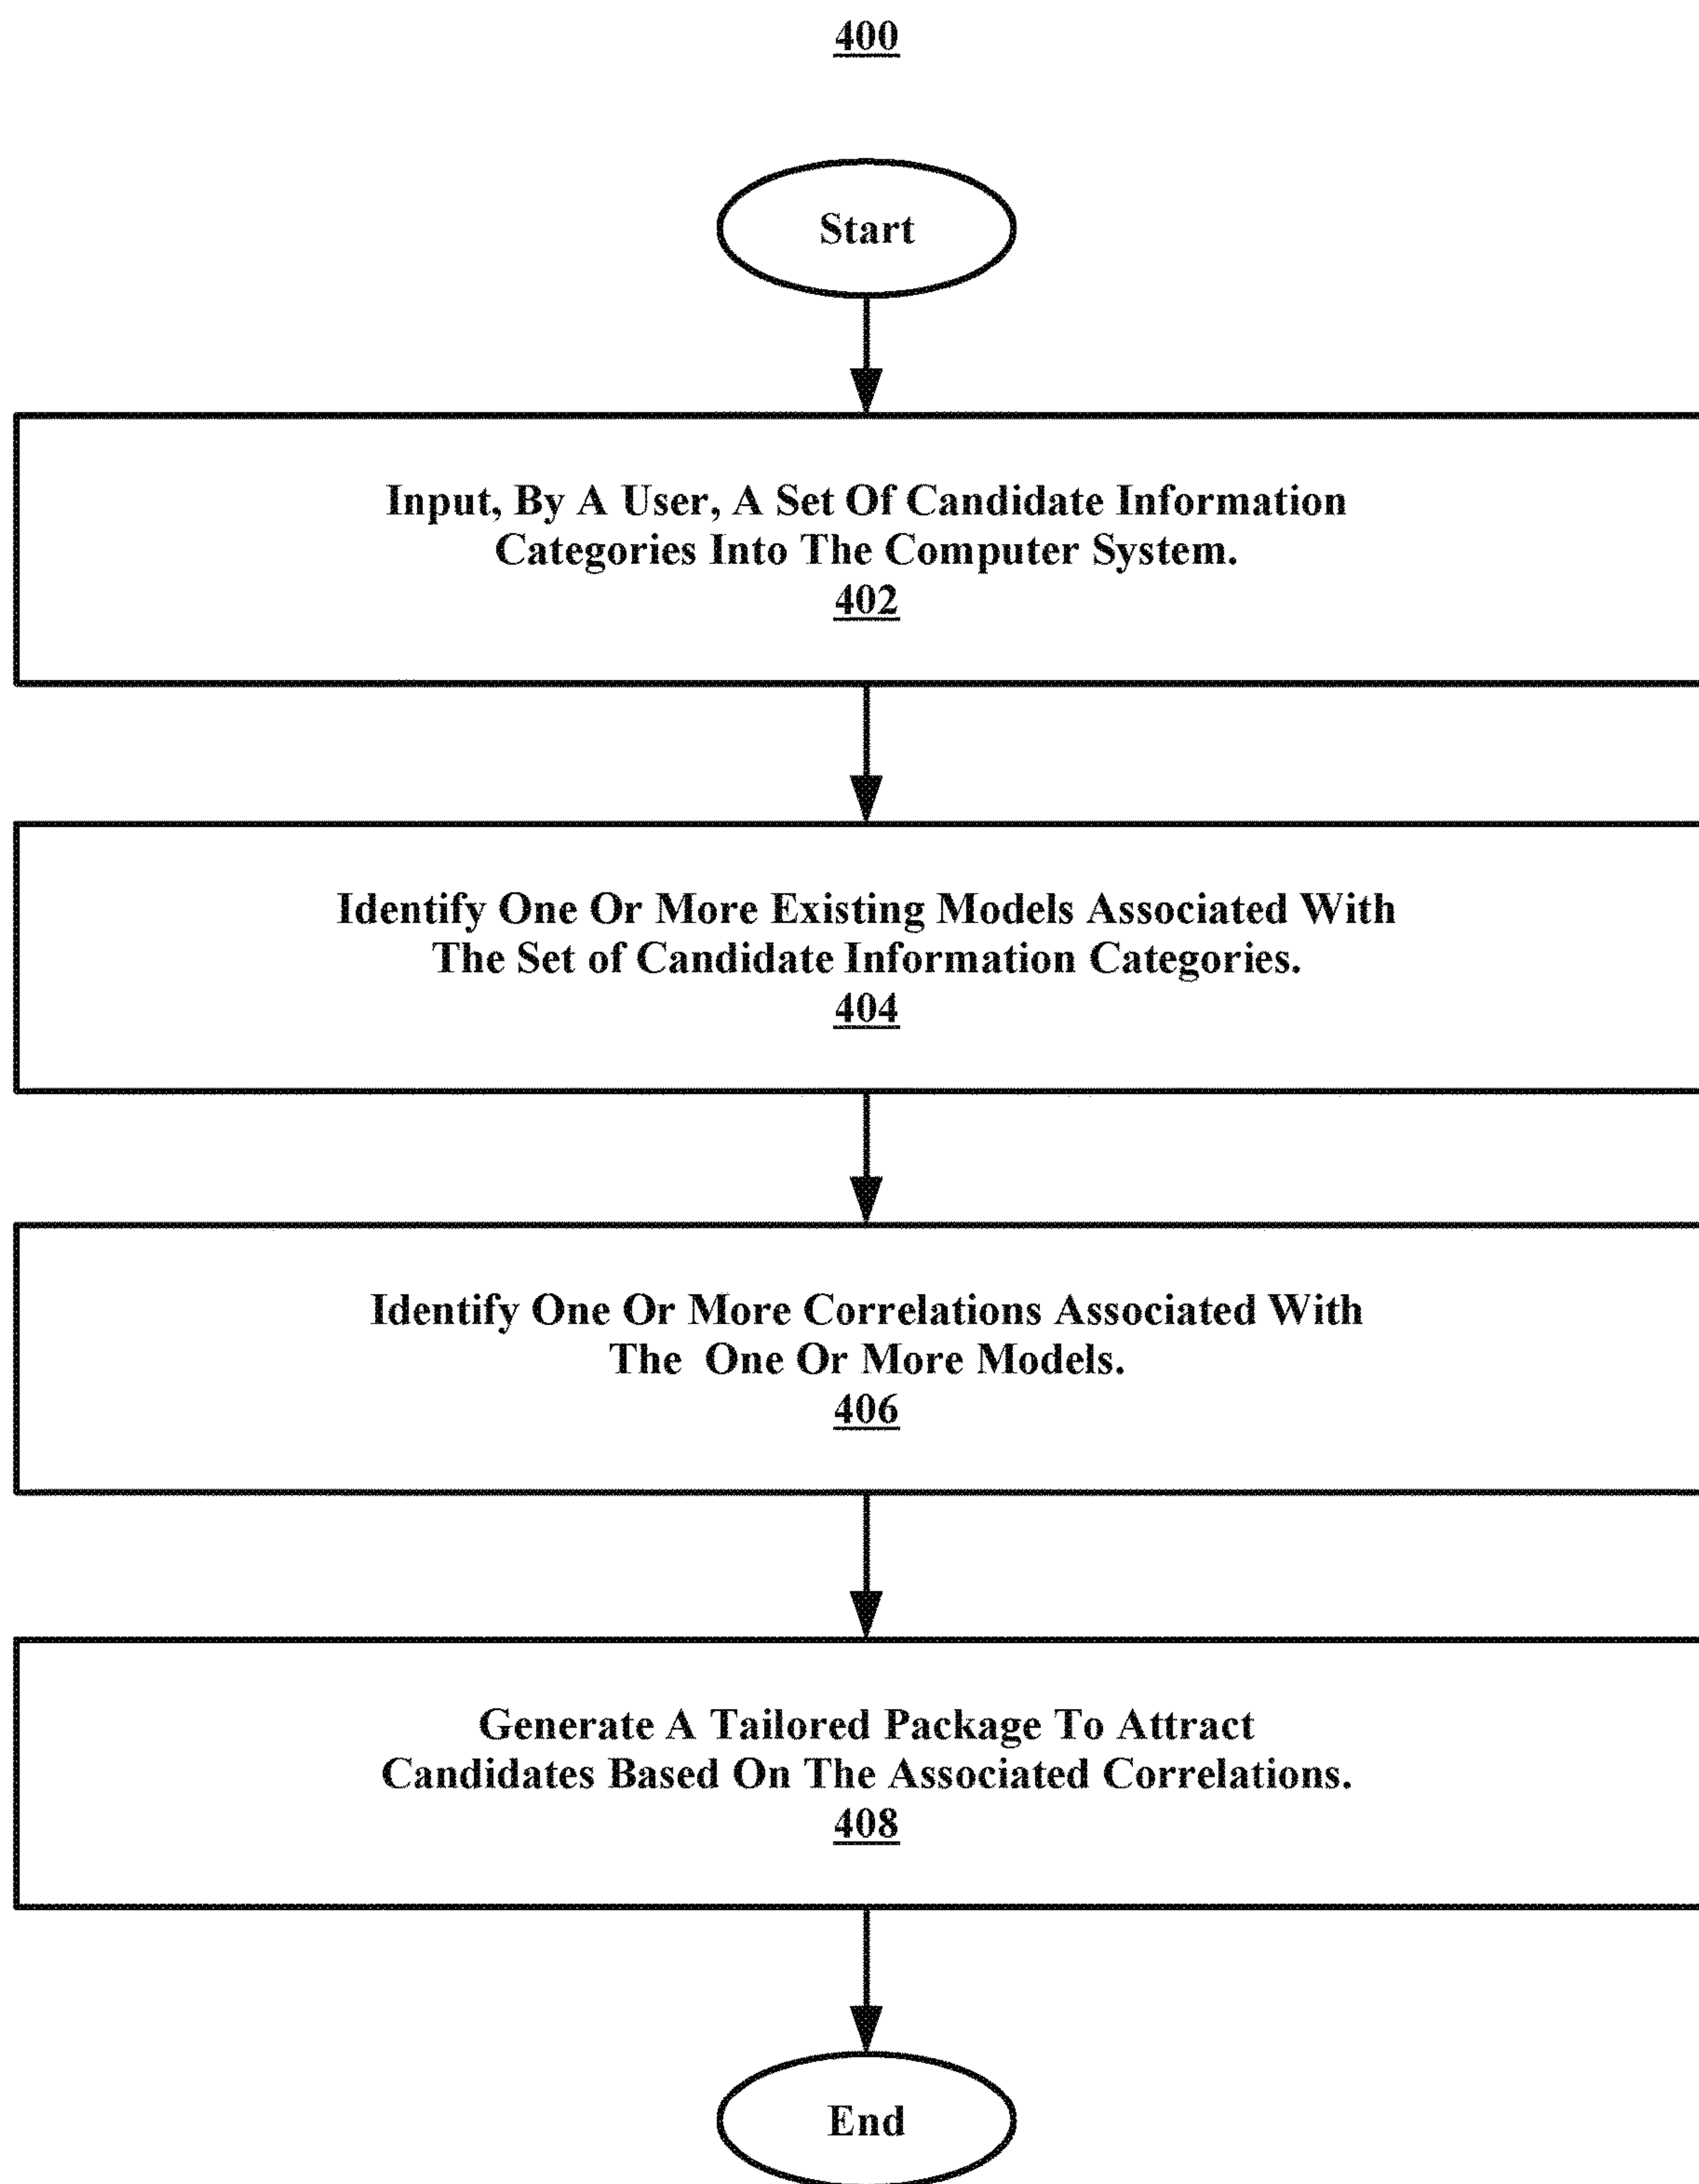 400
Start
Input, By A User, A Set Of Candidate Information
Categories Into The Computer System.
402
Identify One Or More Existing Models Associated With
The Set of Candidate Information Categories.
404
Identify One Or More Correlations Associated With
The  One Or More Models.
406
Generate A Tailored Package To Attract
Candidates Based On The Associated Correlations.
408
End